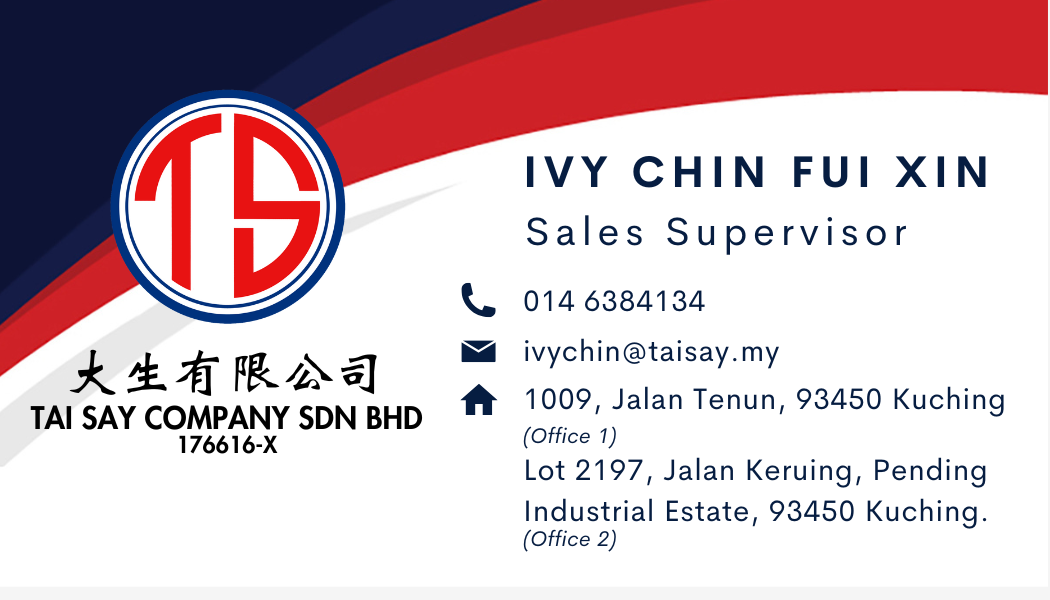 TS
大生有限公司
TAI SAY COMPANY SDN BHD
176616-X
IVY CHIN FUI XIN
Sales Supervisor
014 6384134
ivychin@taisay.my
1009, Jalan Tenun, 93450 Kuching
(Office 1)
Lot 2197, Jalan Keruing, Pending
Industrial Estate, 93450 Kuching.
(Office 2)